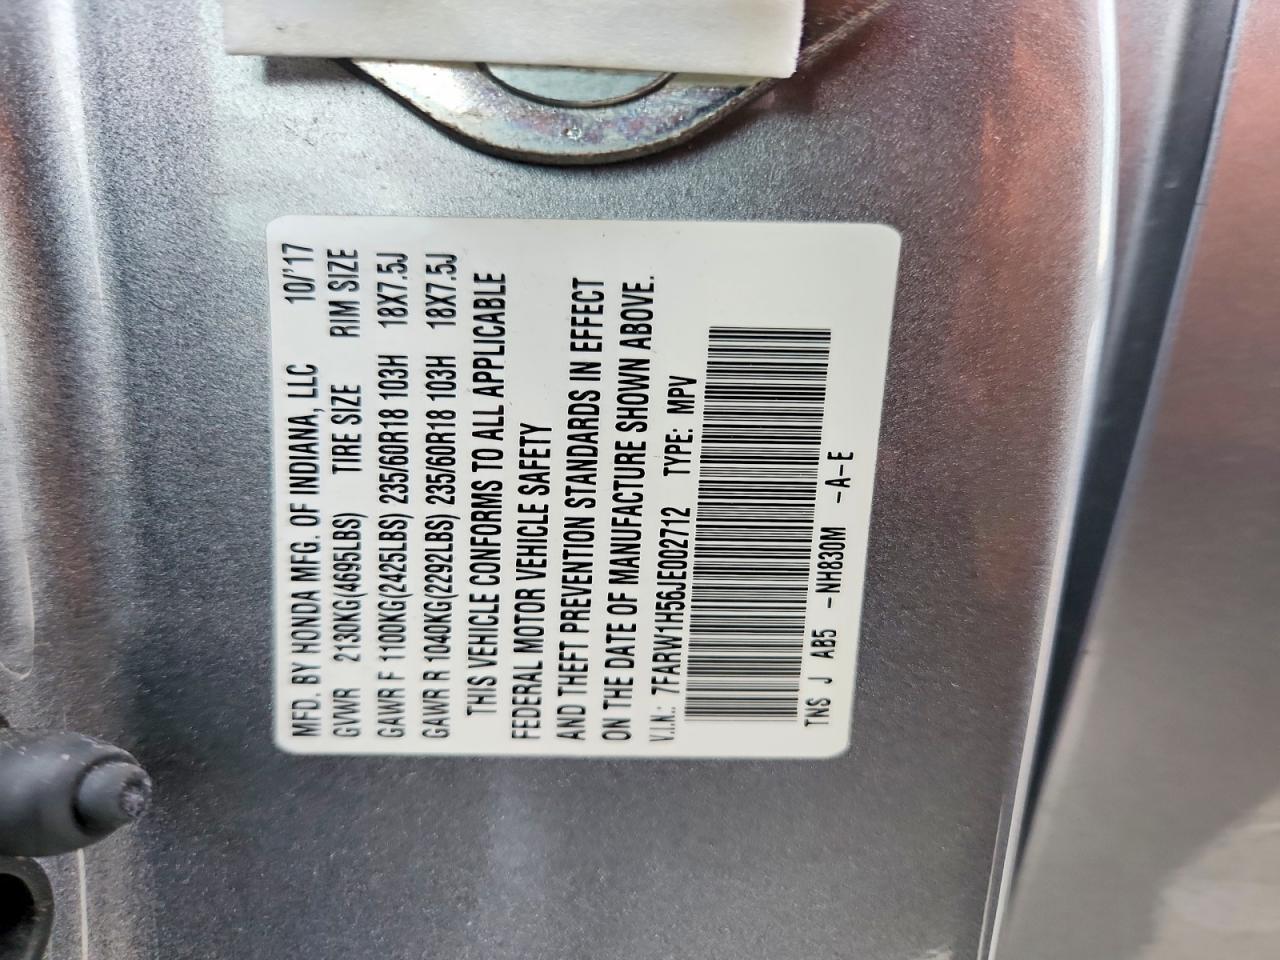 MFD. BY HONDA MFG. OF INDIANA, LLC 10/'17
GVWR 2130KG(4695LBS) TIRE SIZE RIM SIZE
GAWR F 1100KG(2425LBS) 235/60R18 103H 18X7.5J
GAWR R 1040KG(2292LBS) 235/60R18 103H 18X7.5J
THIS VEHICLE CONFORMS TO ALL APPLICABLE
FEDERAL MOTOR VEHICLE SAFETY
AND THEFT PREVENTION STANDARDS IN EFFECT
ON THE DATE OF MANUFACTURE SHOWN ABOVE.
V.I.N.: 7FARW1H56JE002712 TYPE: MPV
TNS J AB5 -NH830M -A-E